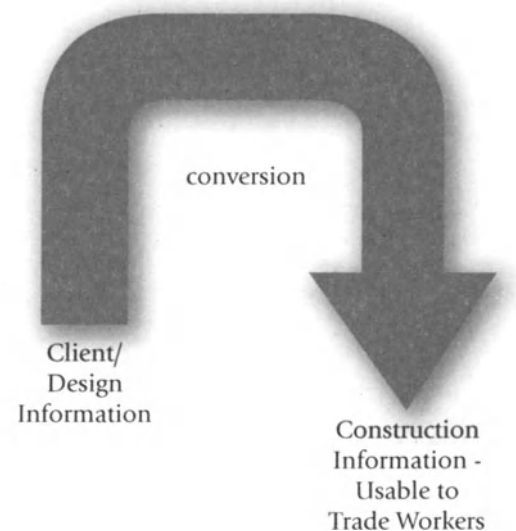 conversion
Client/
Design
Information
Construction
Information -
Usable to
Trade Workers